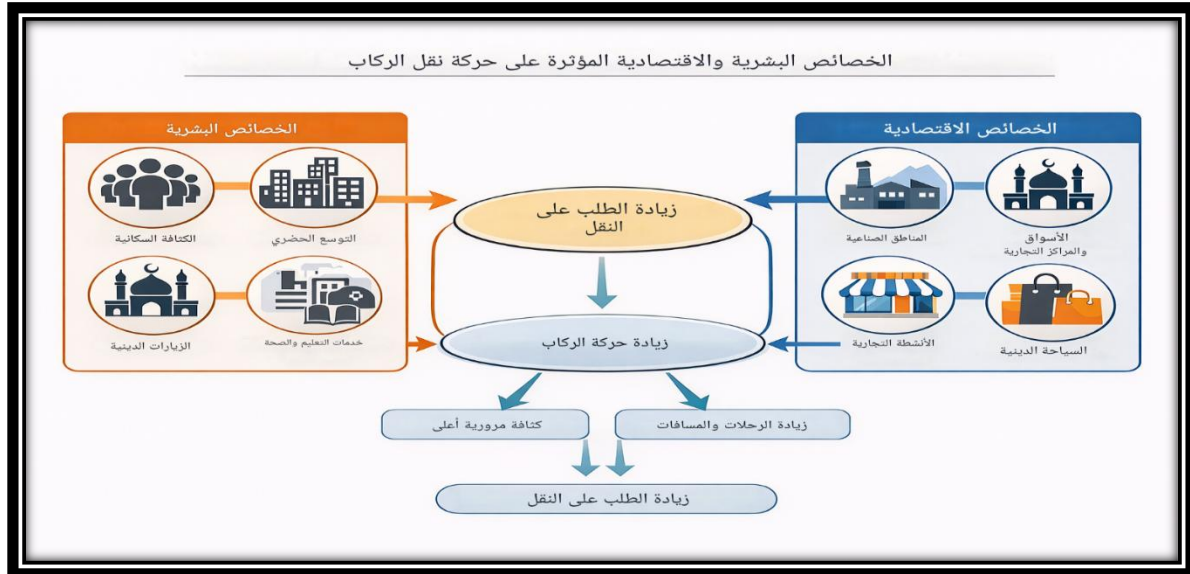 الخصائص البشرية والاقتصادية المؤثرة على حركة نقل الركاب
الخصائص الاقتصادية
الأسواق
والمراكز التجارية
المناطق الصناعية
السياحة الدينية
الأنشطة التجارية
الخصائص البشرية
التوسع الحضري
الكثافة السكانية
خدمات التعليم والصحة
الزيارات الدينية
زيادة الطلب على
النقل
زيادة حركة الركاب
زيادة الرحلات والمسافات
كثافة مرورية أعلى
زيادة الطلب على النقل